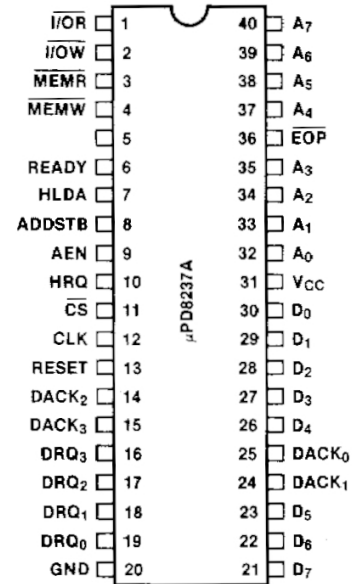 I/OR 1 40 A7
I/OW 2 39 A6
MEMR 3 38 A5
MEMW 4 37 A4
5 36 EOP
READY 6 35 A3
HLDA 7 34 A2
ADDSTB 8 33 A1
AEN 9 32 A0
HRQ 10 31 VCC
CS 11 30 D0
CLK 12 29 D1
RESET 13 28 D2
DACK2 14 27 D3
DACK3 15 26 D4
DRQ3 16 25 DACK0
DRQ2 17 24 DACK1
DRQ1 18 23 D5
DRQ0 19 22 D6
GND 20 21 D7
μPD8237A